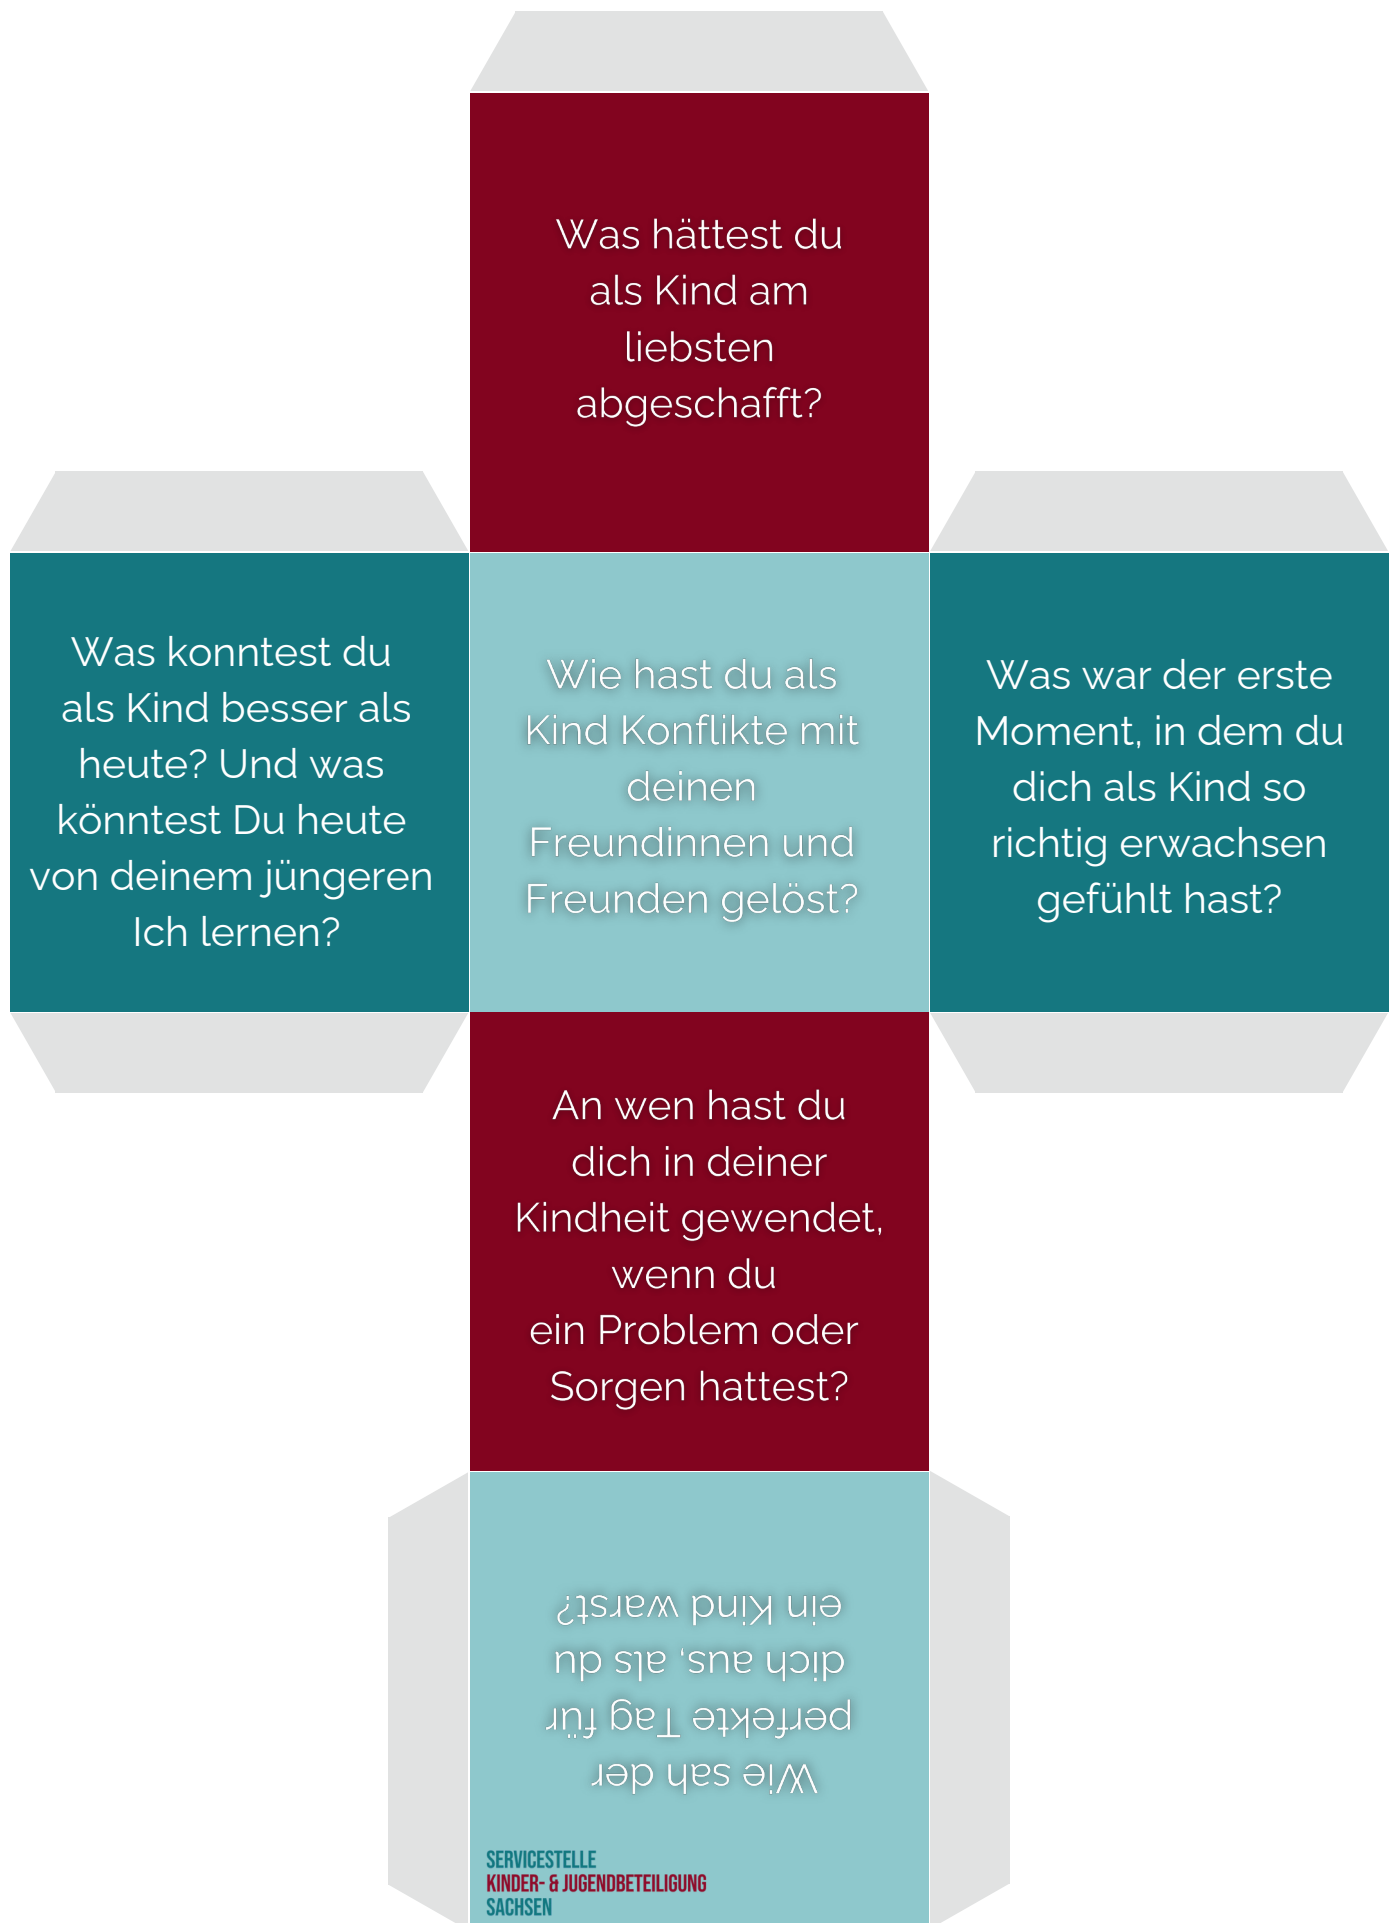 Was hättest du
als Kind am
liebsten
abgeschafft?
Was konntest du
als Kind besser als
heute? Und was
könntest Du heute
von deinem jüngeren
Ich lernen?
Wie hast du als
Kind Konflikte mit
deinen
Freundinnen und
Freunden gelöst?
Was war der erste
Moment, in dem du
dich als Kind so
richtig erwachsen
gefühlt hast?
An wen hast du
dich in deiner
Kindheit gewendet,
wenn du
ein Problem oder
Sorgen hattest?
Wie sah der
perfekte Tag für
dich aus, als du
ein Kind warst?
SERVICESTELLE
KINDER- & JUGENDBETEILIGUNG
SACHSEN